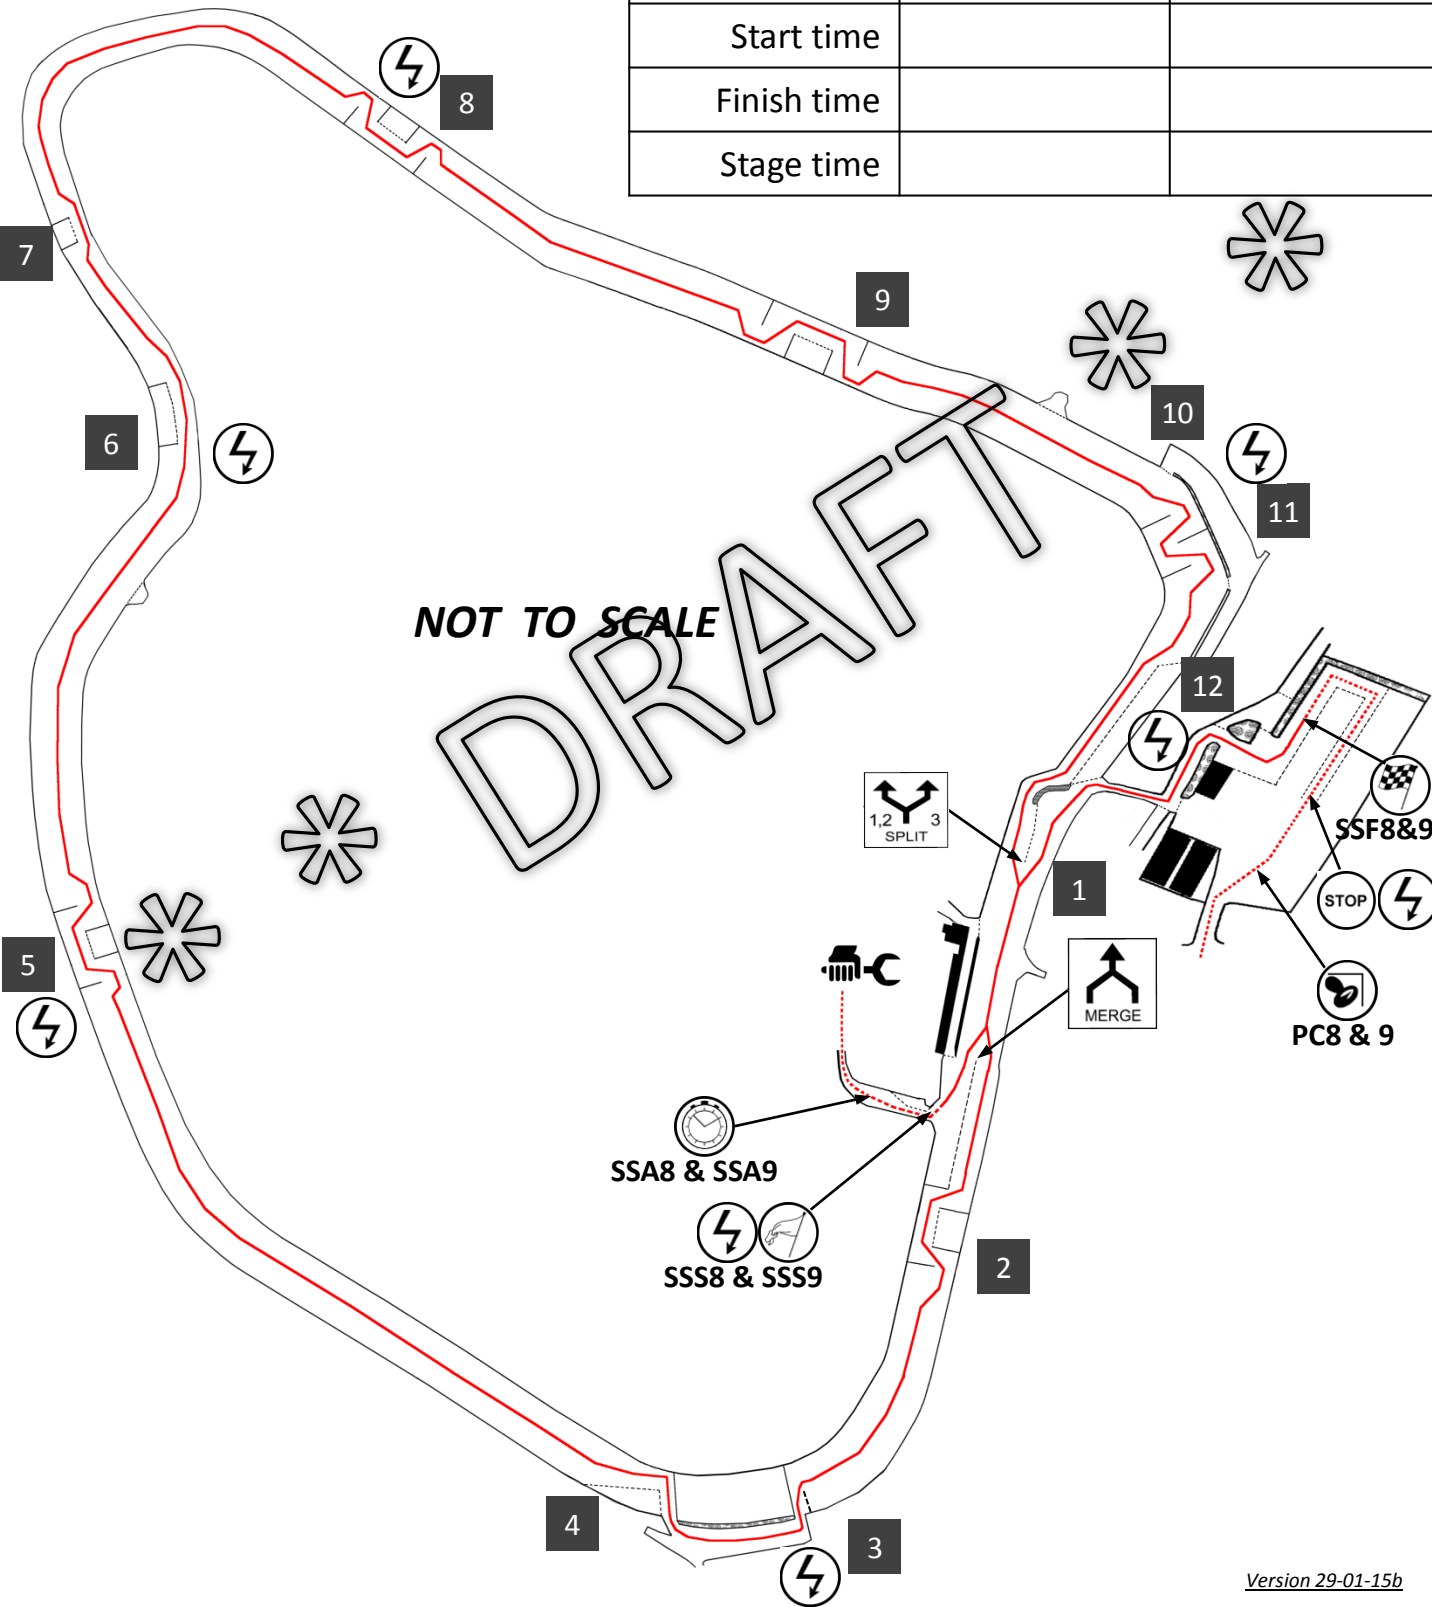 Start time
Finish time
Stage time
8
7
9
10
6
11
NOT TO SCALE
*** DRAFT ***
12
1,2 3
SPLIT
SSF8&9
1
STOP
5
MERGE
PC8 & 9
SSA8 & SSA9
SSS8 & SSS9
2
4
3
Version 29-01-15b